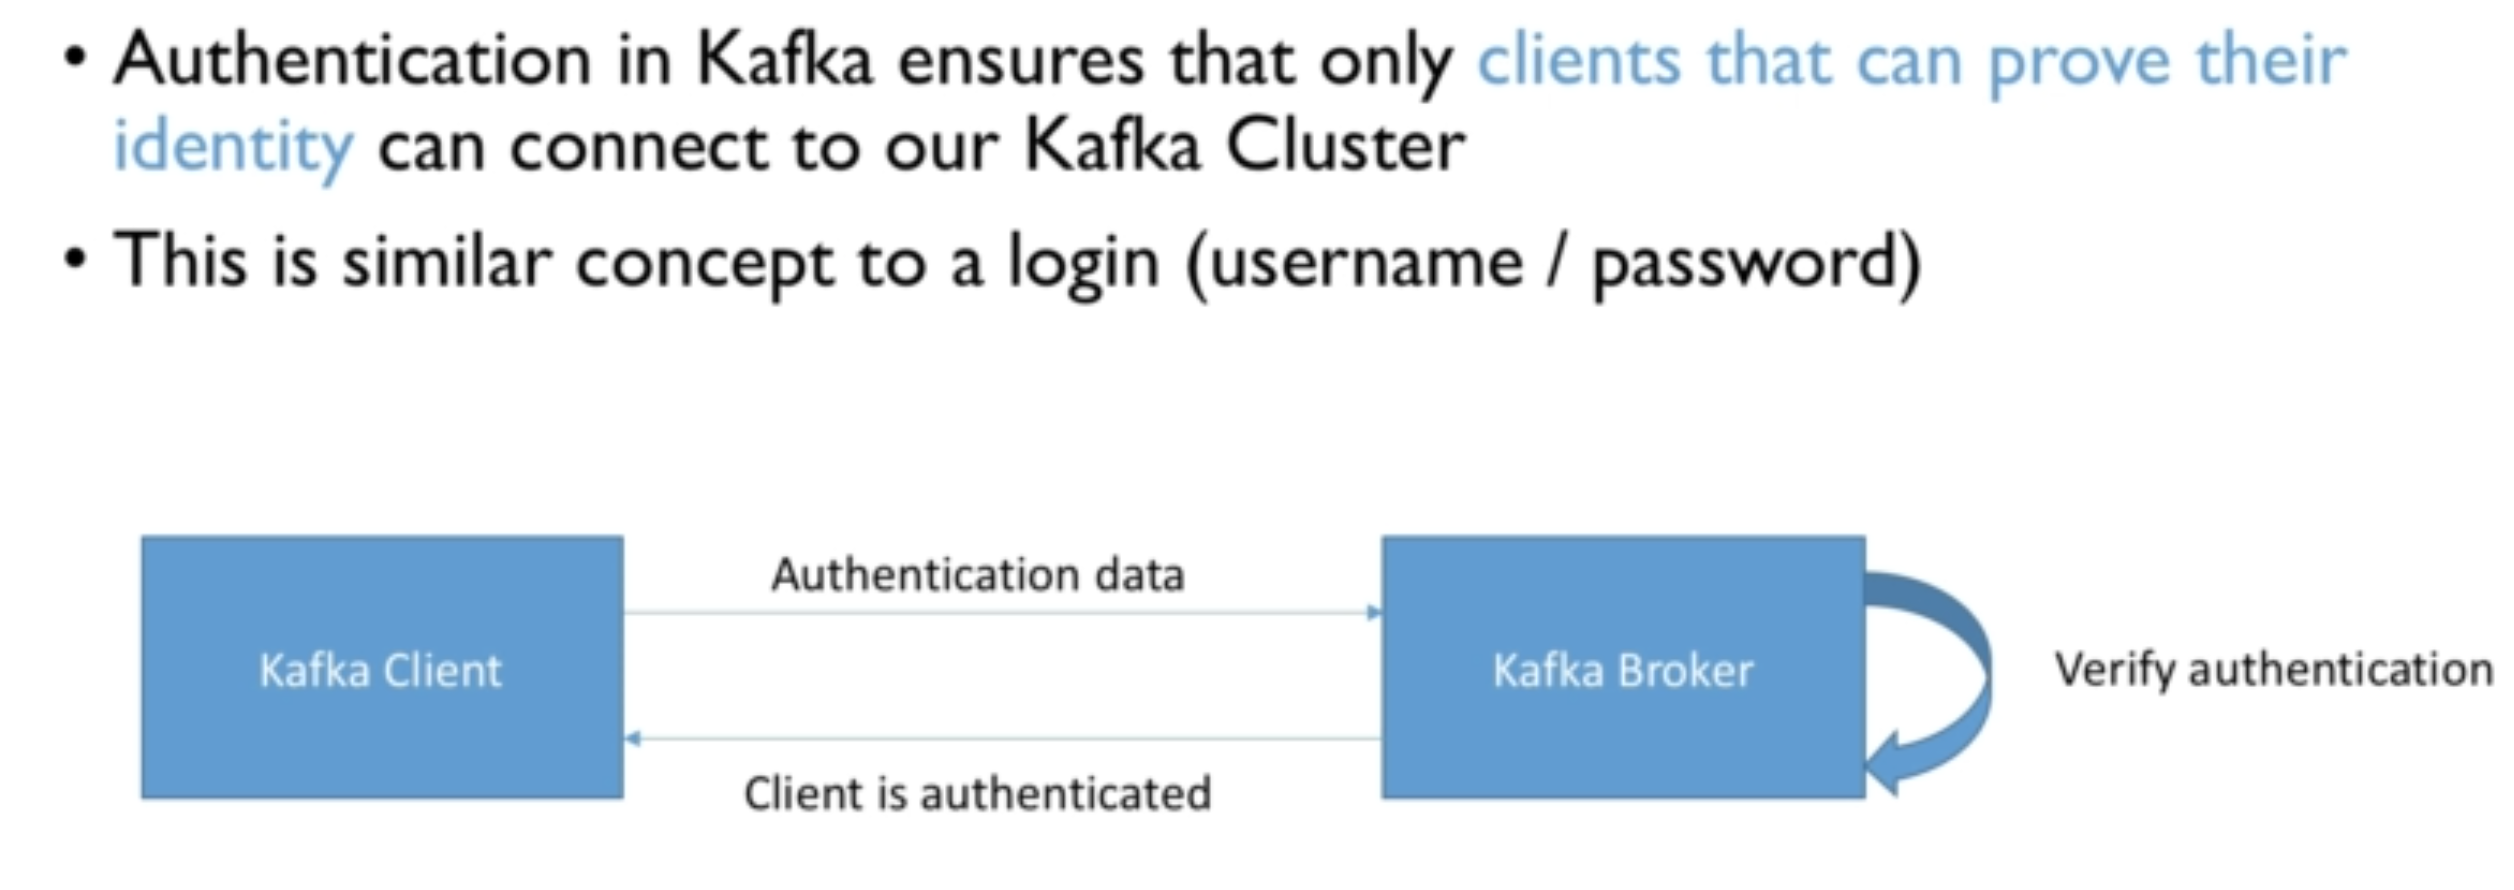 • Authentication in Kafka ensures that only clients that can prove their
identity can connect to our Kafka Cluster
• This is similar concept to a login (username / password)
Authentication data
Kafka Client
Kafka Broker
Verify authentication
Client is authenticated